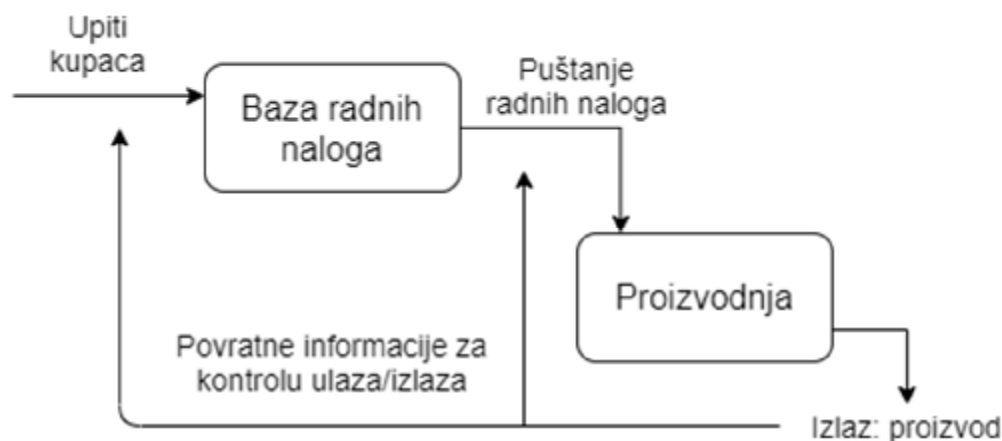 Upiti
kupaca
Baza radnih
naloga
Puštanje
radnih naloga
Proizvodnja
Povratne informacije za
kontrolu ulaza/izlaza
Izlaz: proizvod